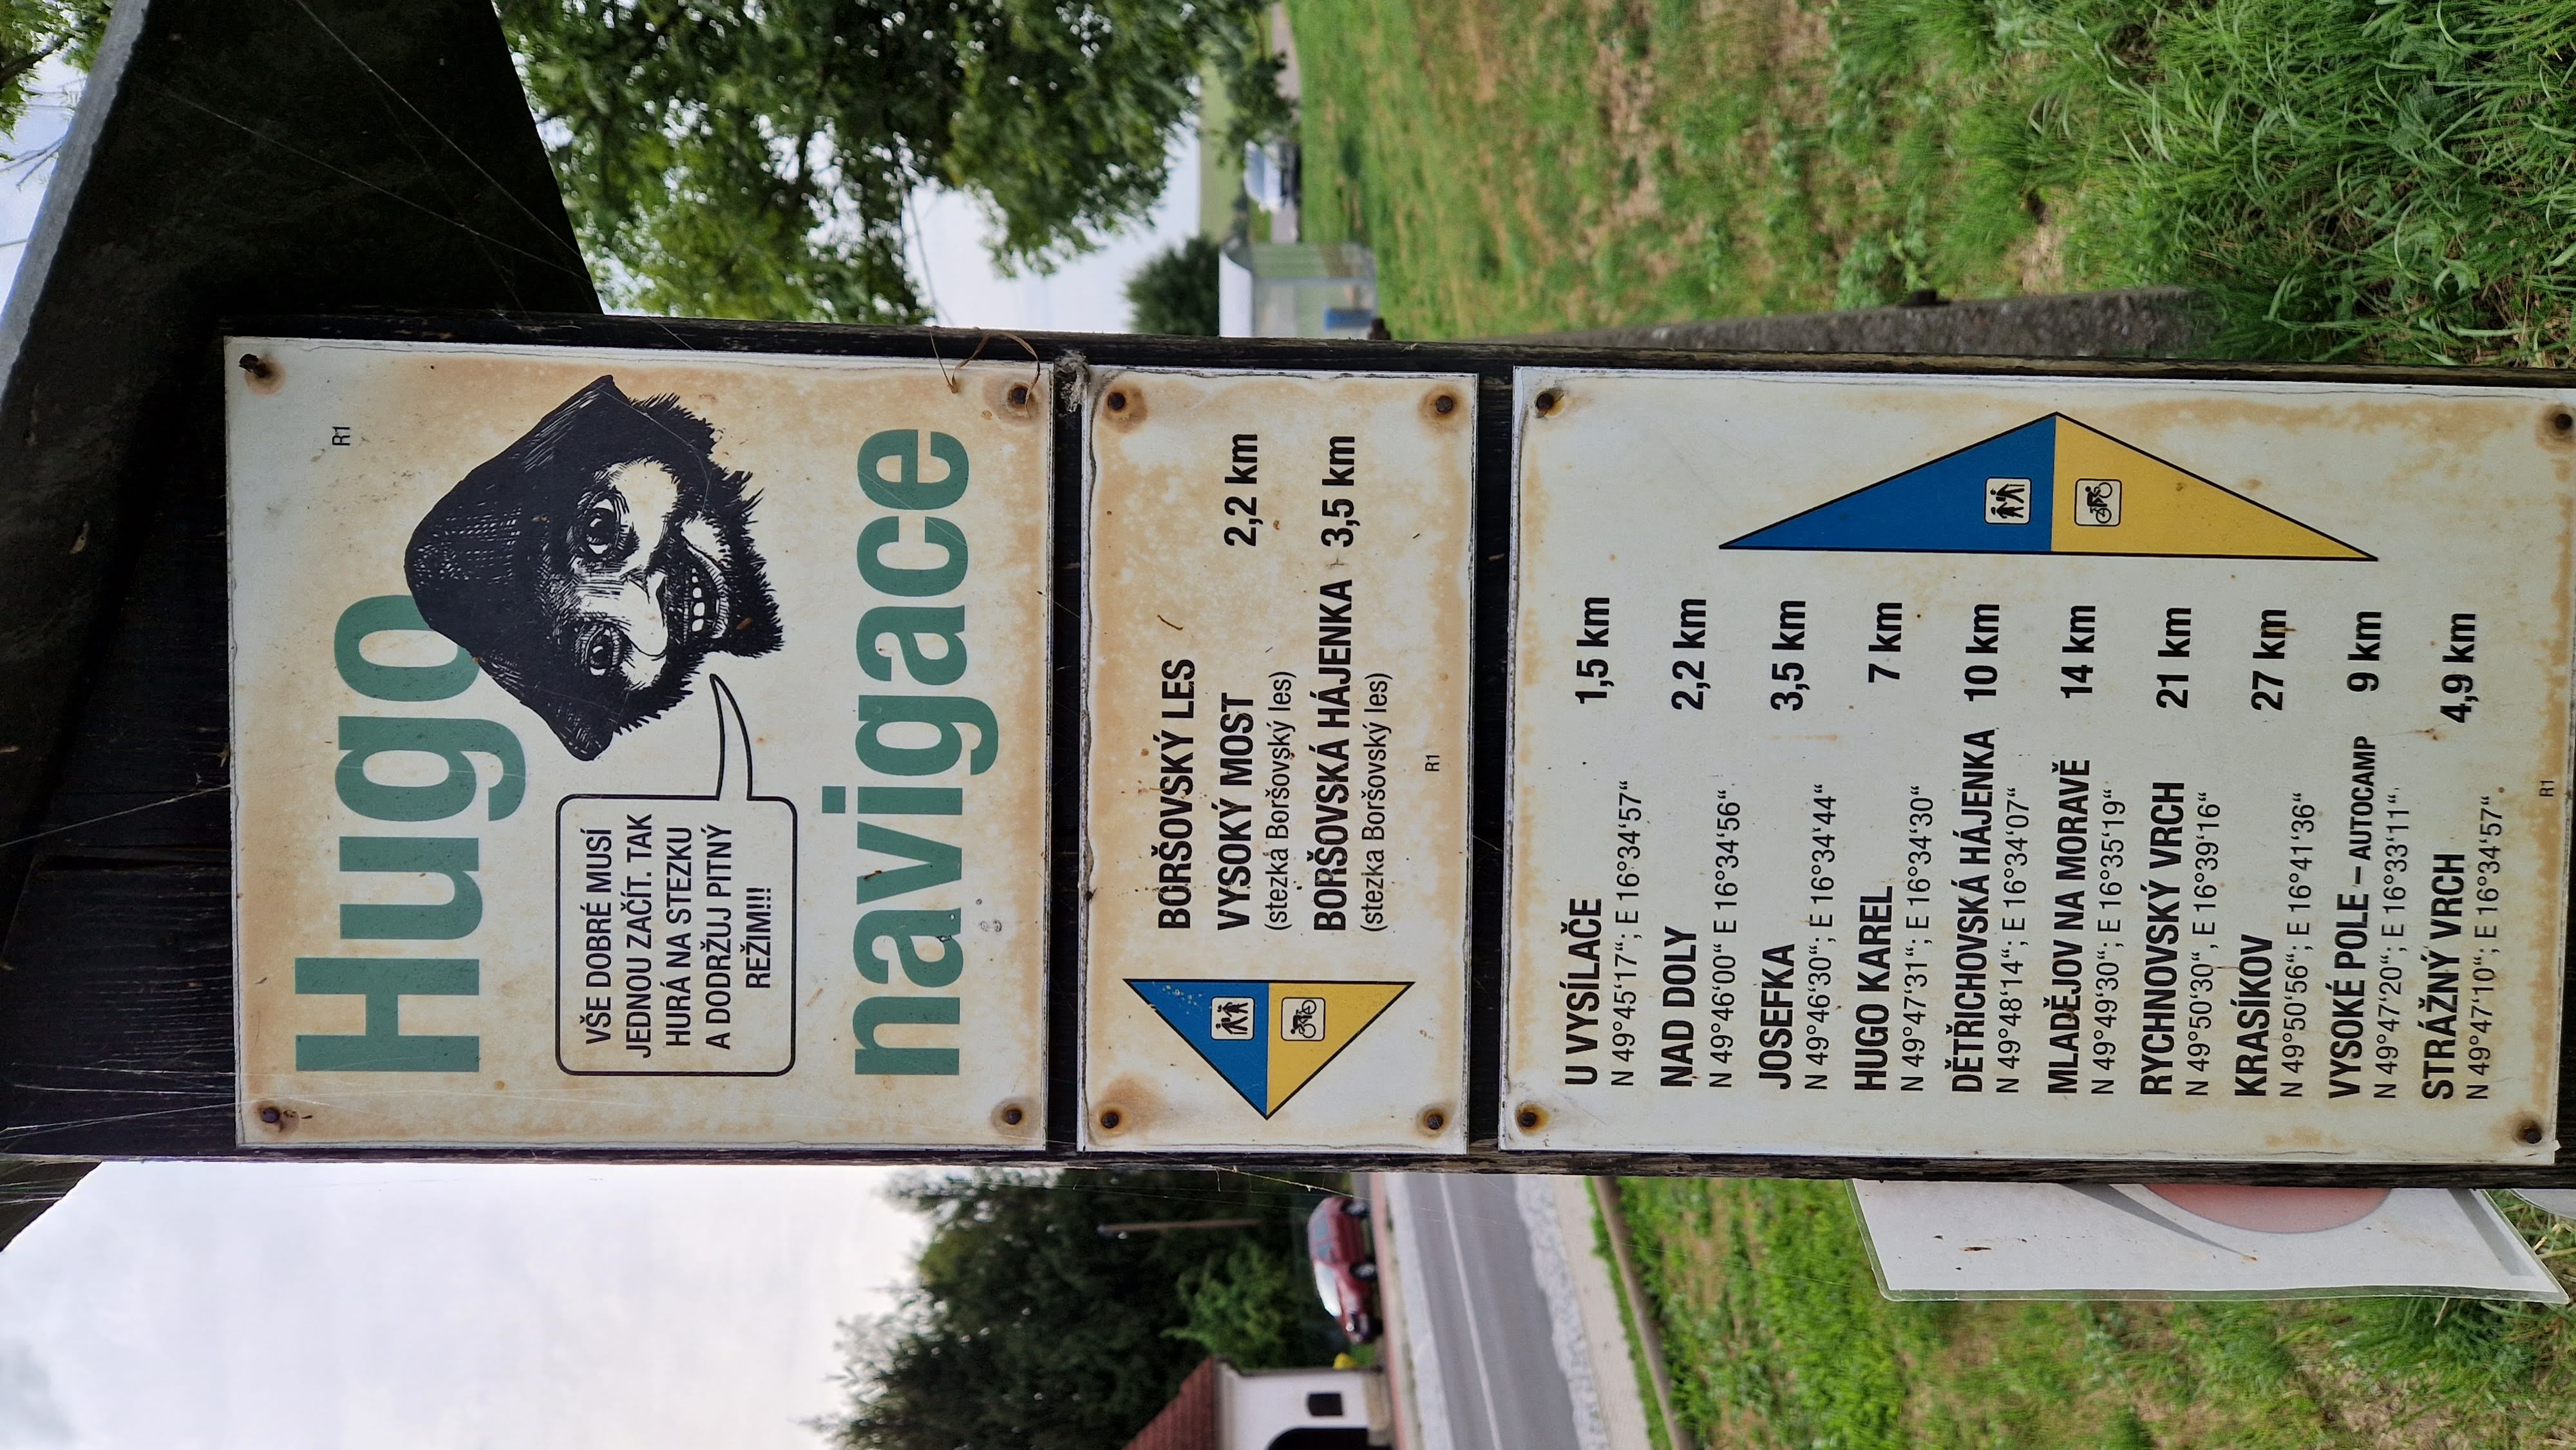 R1
Hugo
VŠE DOBRÉ MUSÍ
JEDNOU ZAČÍT. TAK
HURÁ NA STEZKU
A DODRŽUJ PITNÝ
REŽIM!!!
navigace
BORŠOVSKÝ LES
VYSOKÝ MOST 2,2 km
(stezka Boršovský les)
BORŠOVSKÁ HÁJENKA 3,5 km
(stezka Boršovský les)
R1
U VYSÍLAČE 1,5 km
N 49°45‘17“; E 16°34‘57“
NAD DOLY 2,2 km
N 49°46‘00“ E 16°34‘56“
JOSEFKA 3,5 km
N 49°46‘30“; E 16°34‘44“
HUGO KAREL 7 km
N 49°47‘31“; E 16°34‘30“
DĚTŘICHOVSKÁ HÁJENKA 10 km
N 49°48‘14“; E 16°34‘07“
MLADĚJOV NA MORAVĚ 14 km
N 49°49‘30“; E 16°35‘19“
RYCHNOVSKÝ VRCH 21 km
N 49°50‘30“, E 16°39‘16“
KRASÍKOV 27 km
N 49°50‘56“; E 16°41‘36“
VYSOKÉ POLE – AUTOCAMP 9 km
N 49°47‘20“; E 16°33‘11“
STRÁŽNÝ VRCH 4,9 km
N 49°47‘10“; E 16°34‘57“
R1